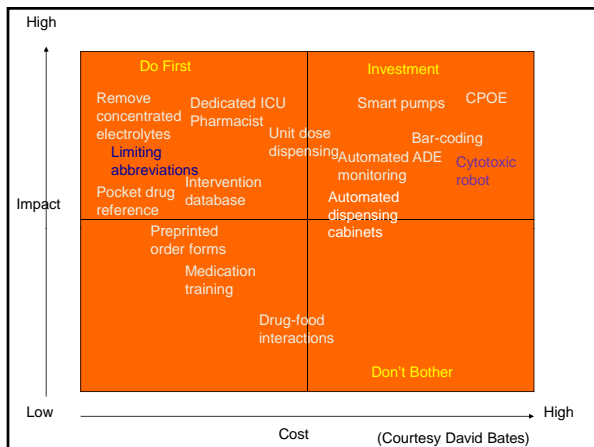 High
Do First
Investment
Remove
concentrated
electrolytes
Dedicated ICU
Pharmacist
Smart pumps
CPOE
Unit dose
dispensing
Bar-coding
Limiting
abbreviations
Automated ADE
monitoring
Cytotoxic
robot
Pocket drug
reference
Intervention
database
Automated
dispensing
cabinets
Impact
Preprinted
order forms
Medication
training
Drug-food
interactions
Don't Bother
Low
High
Cost
(Courtesy David Bates)